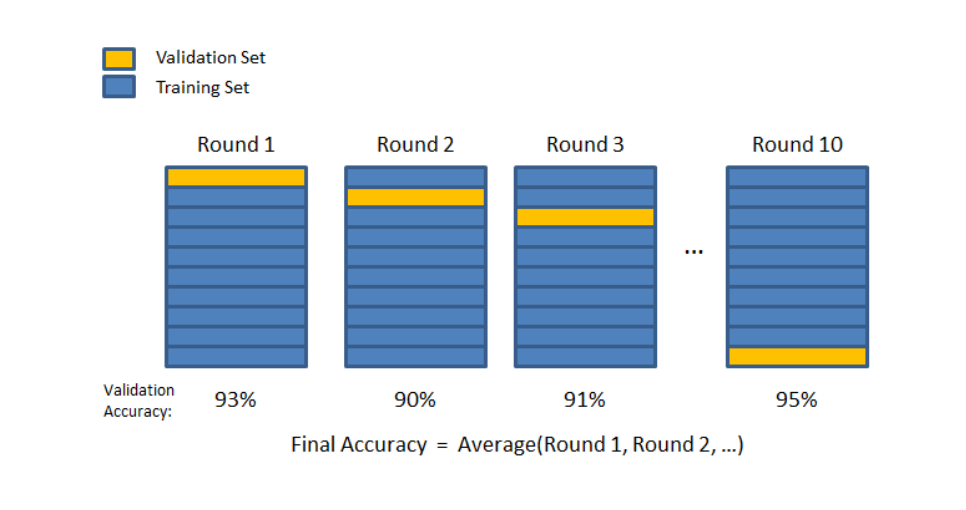 Validation Set
Training Set
Round 1 Round 2 Round 3 Round 10
...
Validation
Accuracy: 93% 90% 91% 95%
Final Accuracy = Average(Round 1, Round 2, ...)